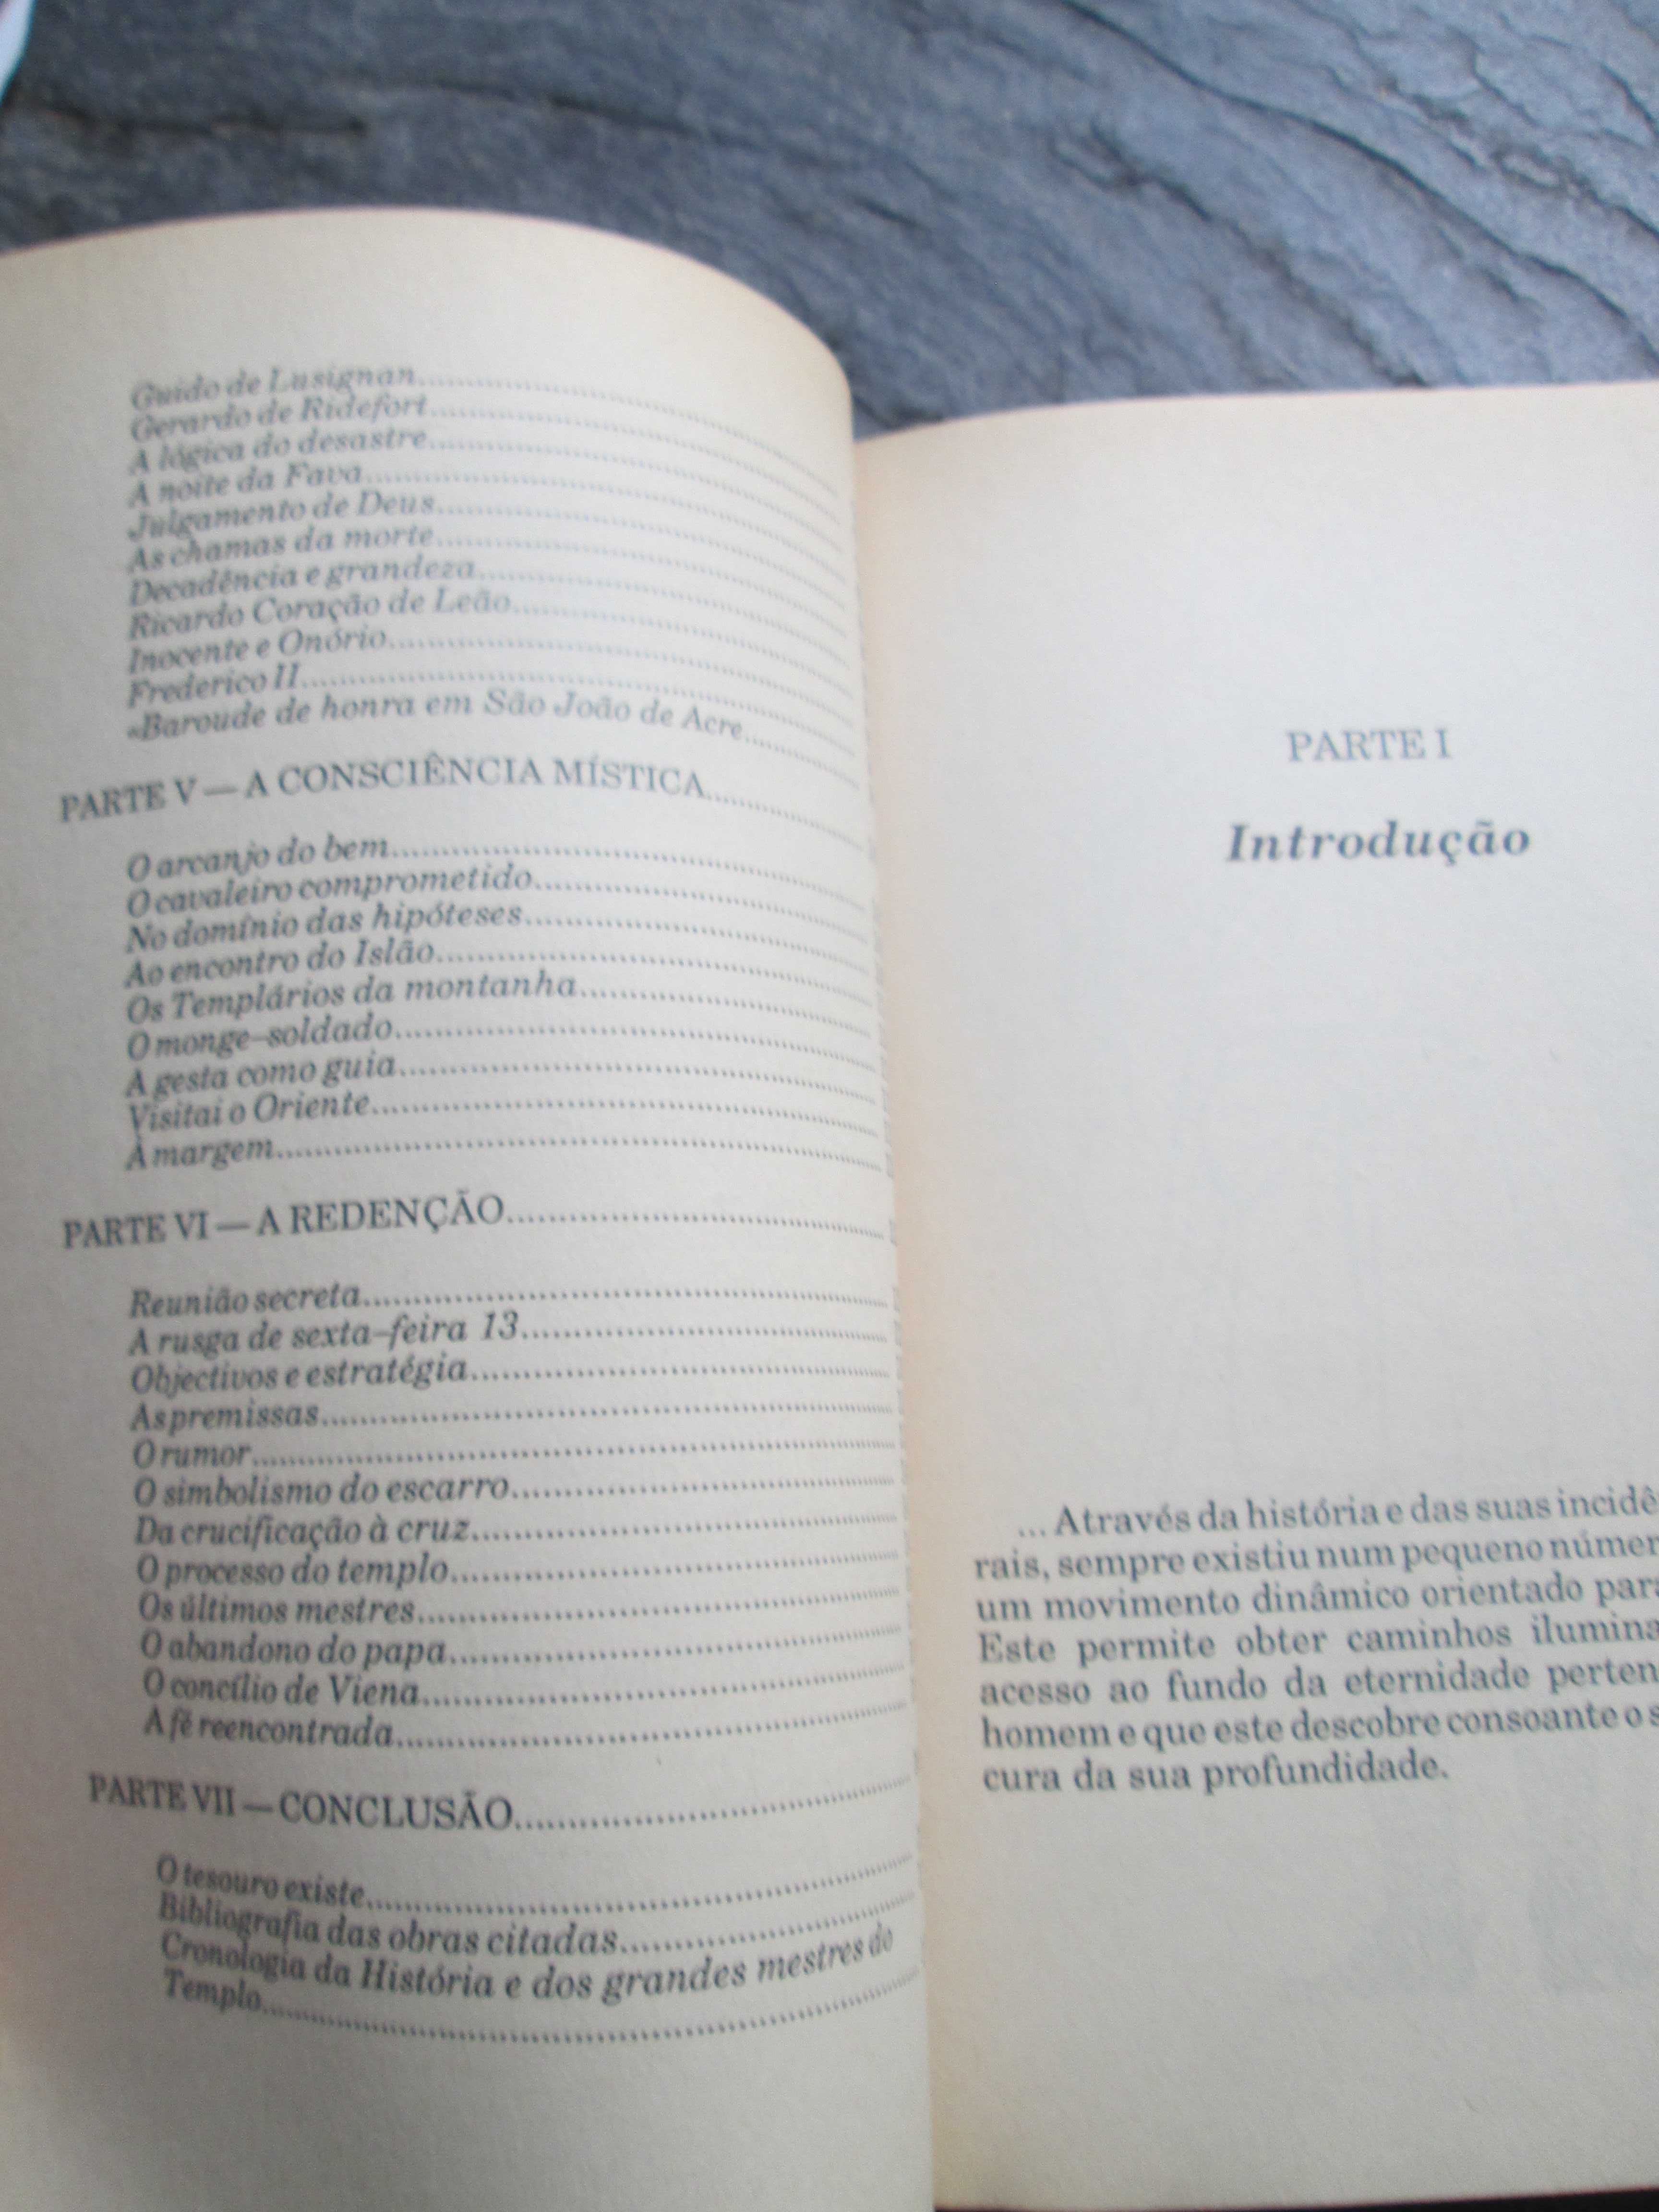 Guido de Lusignan
Gerardo de Ridefort
A lógica do desastre
A noite da Fava
Julgamento de Deus
As chamas da morte
Decadência e grandeza
Ricardo Coração de Leão
Inocente e Onório
Frederico II
«Baroude de honra em São João de Acre
PARTE V — A CONSCIÊNCIA MÍSTICA
O arcanjo do bem
O cavaleiro comprometido
No domínio das hipóteses
Ao encontro do Islão
Os Templários da montanha
O monge-soldado
A gesta como guia
Visitai o Oriente
À margem
PARTE VI — A REDENÇÃO
Reunião secreta
A rusga de sexta-feira 13
Objectivos e estratégia
As premissas
O rumor
O simbolismo do escarro
Da crucificação à cruz
O processo do templo
Os últimos mestres
O abandono do papa
O concílio de Viena
A fé reencontrada
PARTE VII — CONCLUSÃO
O tesouro existe
Bibliografia das obras citadas
Cronologia da História e dos grandes mestres do
Templo
PARTE I
Introdução
... Através da história e das suas incidê
rais, sempre existiu num pequeno númer
um movimento dinâmico orientado para
Este permite obter caminhos ilumina
acesso ao fundo da eternidade perten
homem e que este descobre consoante o s
cura da sua profundidade.